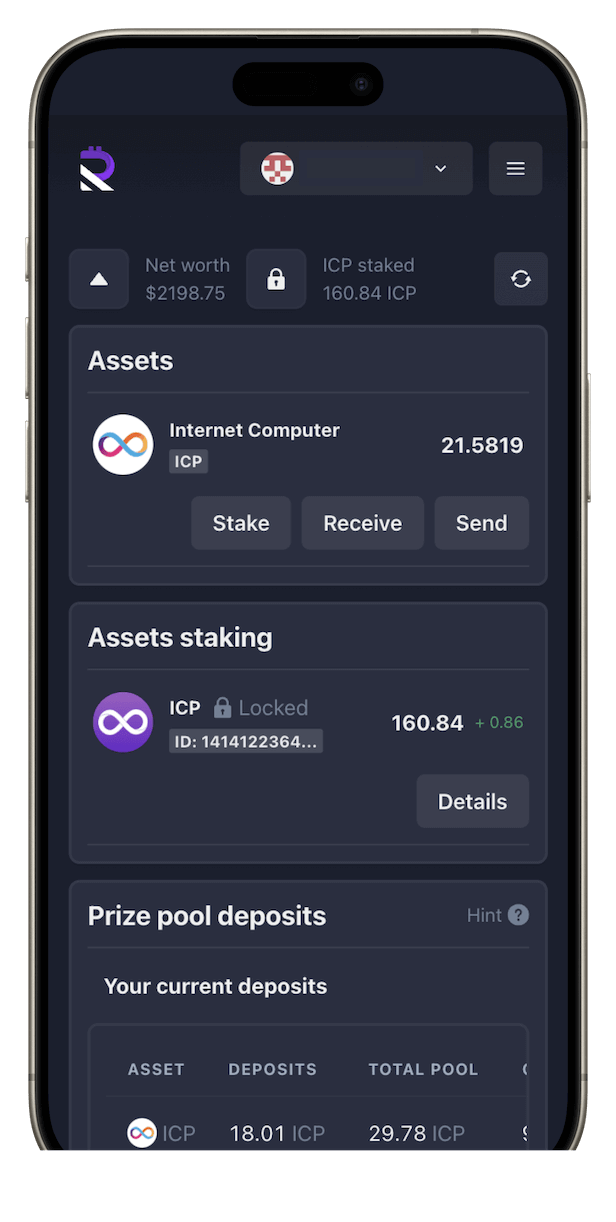 Net worth
$2198.75
ICP staked
160.84 ICP
Assets
Internet Computer
ICP
21.5819
Stake Receive Send
Assets staking
ICP Locked
ID: 1414122364...
160.84 + 0.86
Details
Prize pool deposits Hint ?
Your current deposits
ASSET DEPOSITS TOTAL POOL
ICP 18.01 ICP 29.78 ICP